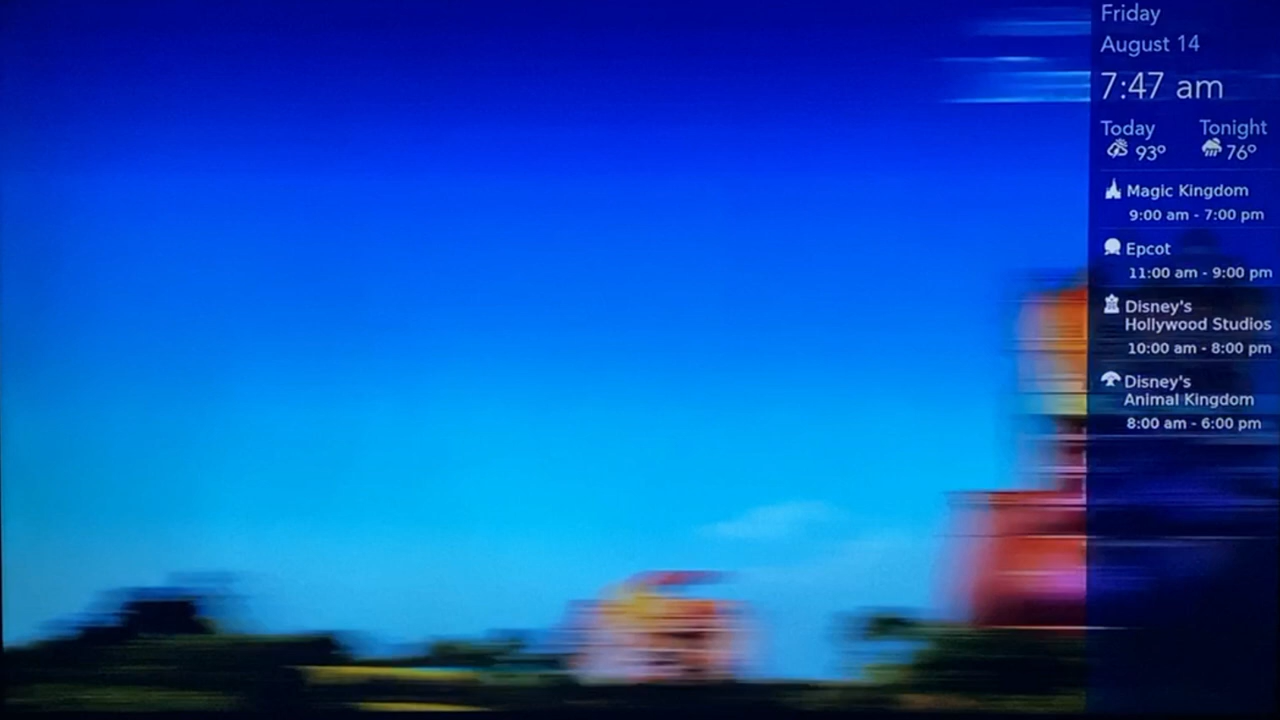 Friday
August 14
7:47 am
Today Tonight
93° 76°
Magic Kingdom
9:00 am - 7:00 pm
Epcot
11:00 am - 9:00 pm
Disney's
Hollywood Studios
10:00 am - 8:00 pm
Disney's
Animal Kingdom
8:00 am - 6:00 pm